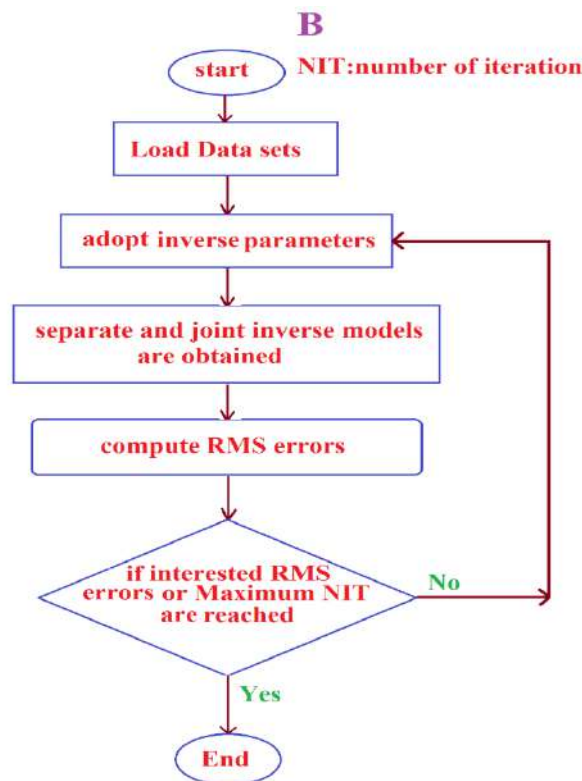 B
start
NIT:number of iteration
Load Data sets
adopt inverse parameters
separate and joint inverse models
are obtained
compute RMS errors
if interested RMS
errors or Maximum NIT
are reached
No
Yes
End